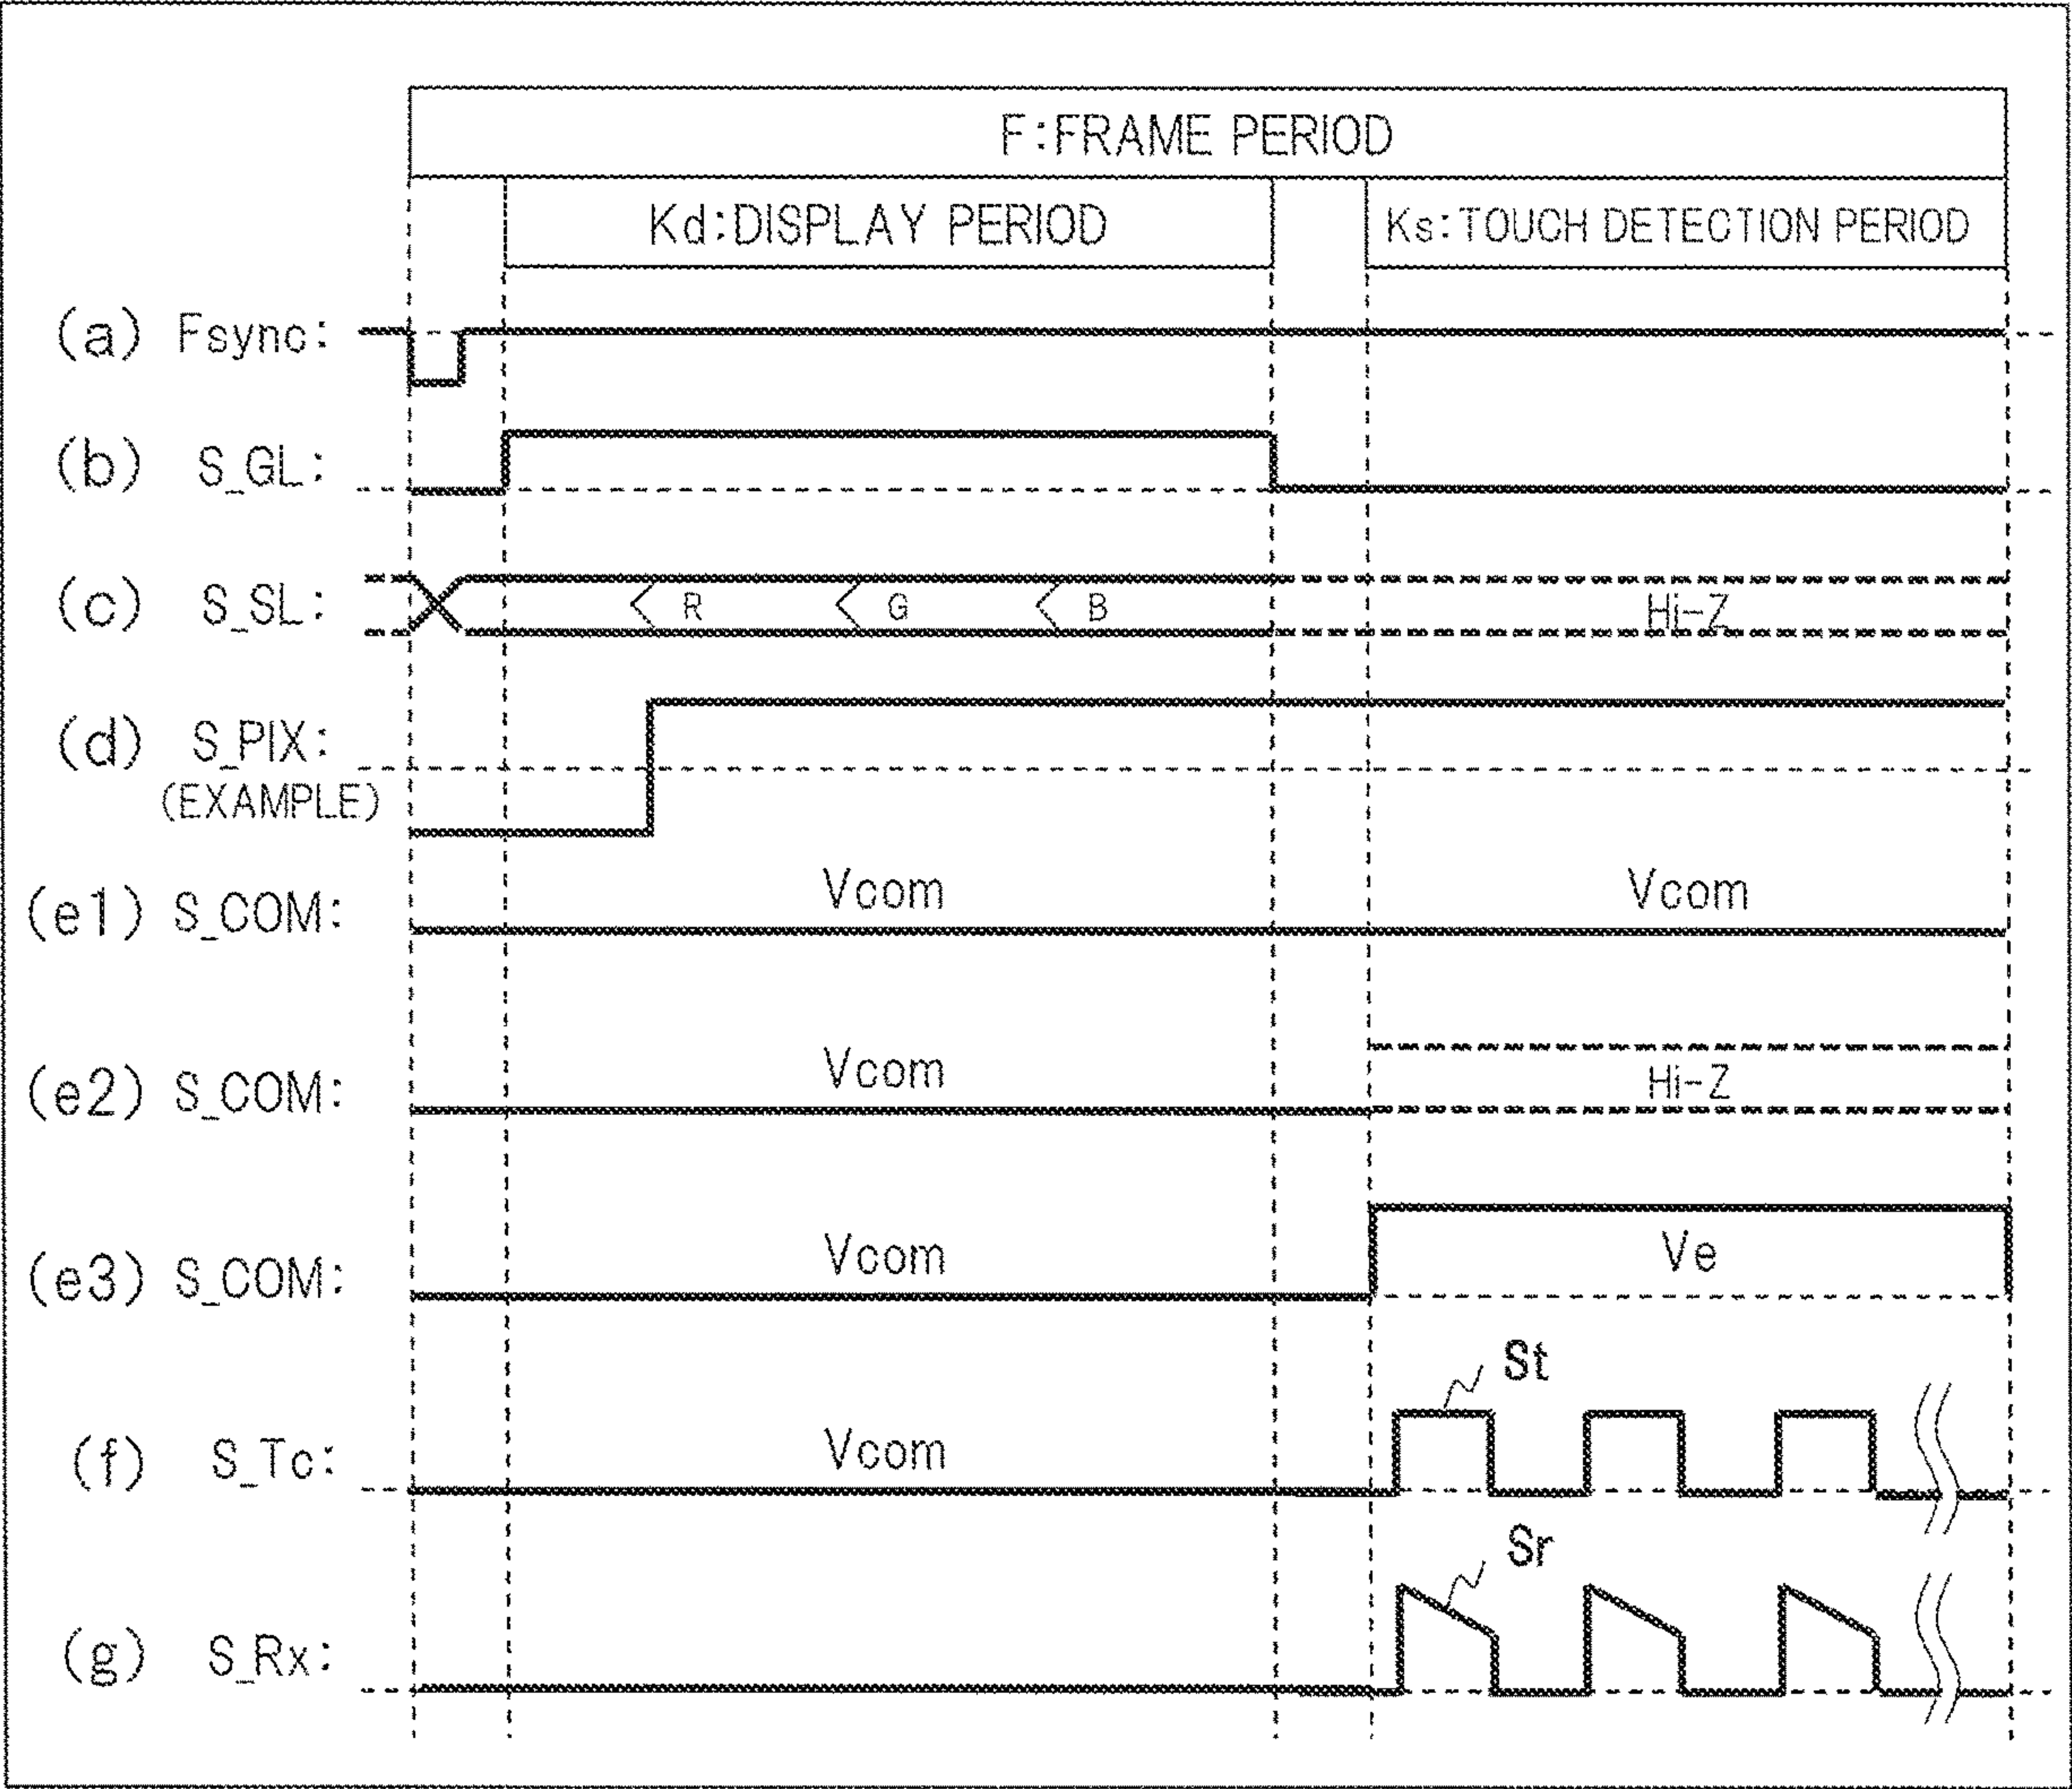 F:FRAME PERIOD
Kd:DISPLAY PERIOD
Ks:TOUCH DETECTION PERIOD
(a) Fsync:
(b) S_GL:
(c) S_SL:
R
G
B
Hi-Z
(d) S_PIX:
(EXAMPLE)
(e1) S_COM:
Vcom
Vcom
(e2) S_COM:
Vcom
Hi-Z
(e3) S_COM:
Vcom
Ve
(f) S_Tc:
Vcom
St
(g) S_Rx:
Sr